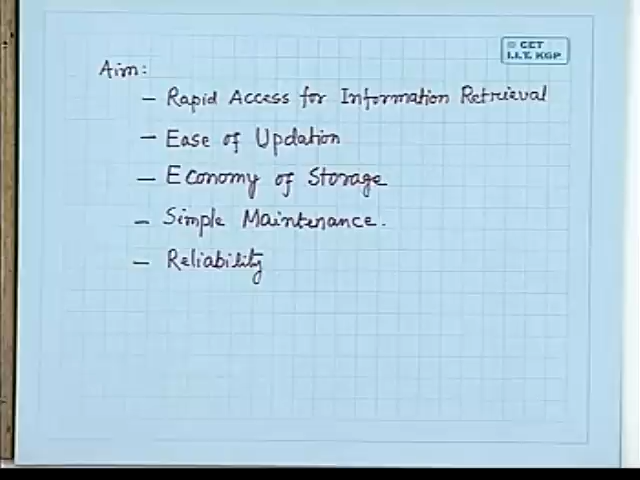 © CET
I.I.T. KGP
Aim:
– Rapid Access for Information Retrieval
– Ease of Updation
– Economy of Storage
– Simple Maintenance.
– Reliability